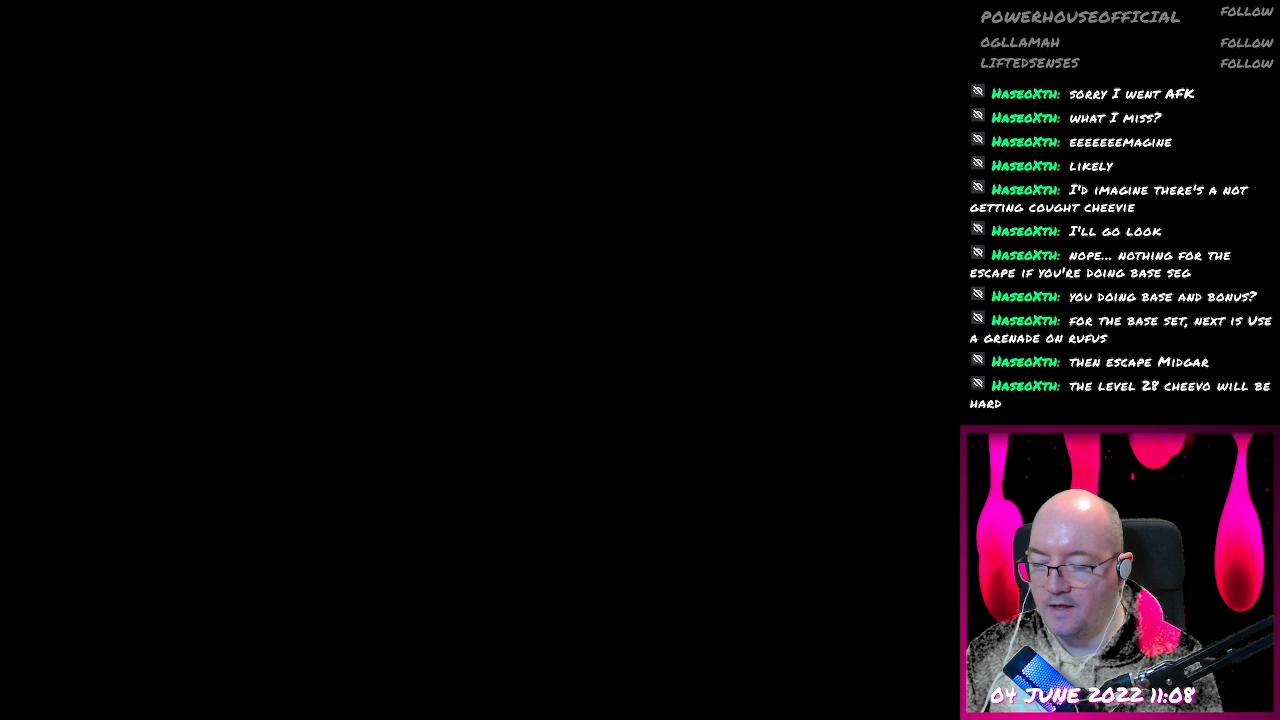 POWERHOUSEOFFICIAL FOLLOW
OGLLAMAH FOLLOW
LIFTEDSENSES FOLLOW
HaseoXth: sorry I went AFK
HaseoXth: what I miss?
HaseoXth: eeeeeeemagine
HaseoXth: likely
HaseoXth: I'd imagine there's a not
getting cought cheevie
HaseoXth: I'll go look
HaseoXth: nope... nothing for the
escape if you're doing base seg
HaseoXth: you doing base and bonus?
HaseoXth: for the base set, next is Use
a grenade on rufus
HaseoXth: then escape Midgar
HaseoXth: the level 28 cheevo will be
hard
04 JUNE 2022 11:08